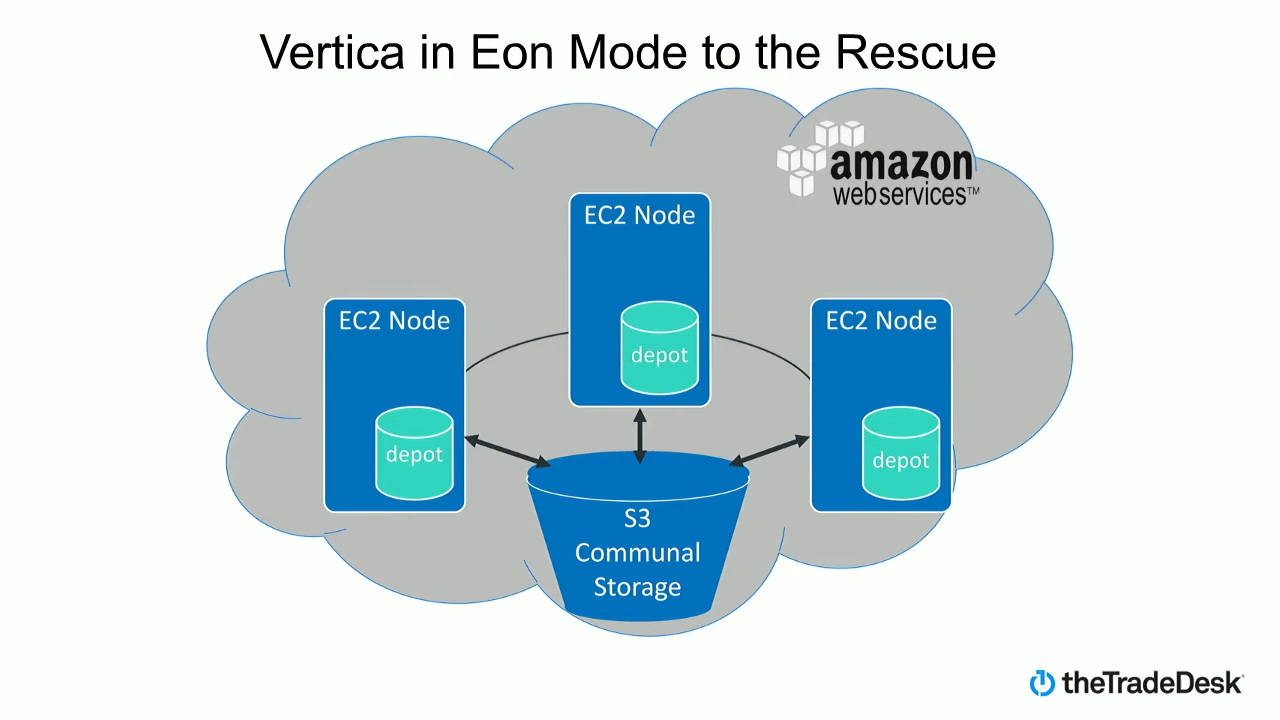 Vertica in Eon Mode to the Rescue
amazon
webservices™
EC2 Node
depot
EC2 Node
depot
EC2 Node
depot
S3
Communal
Storage
theTradeDesk